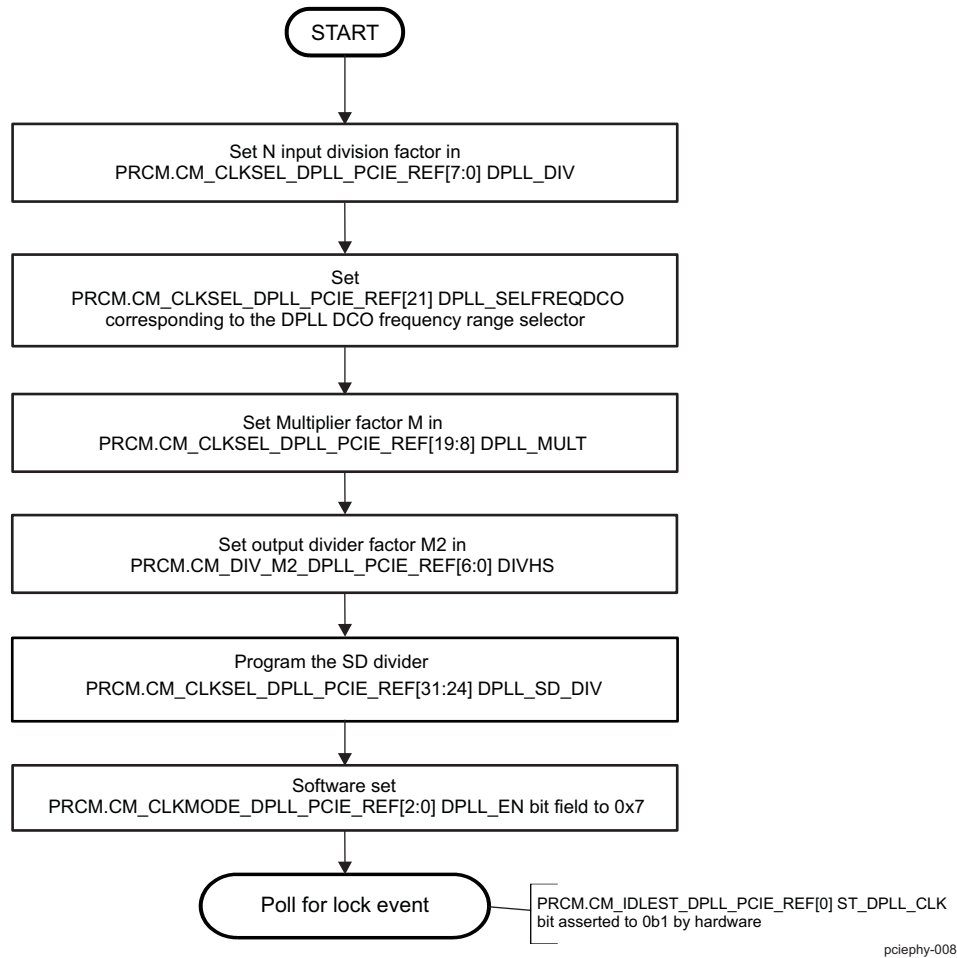 START
Set N input division factor in
PRCM.CM_CLKSEL_DPLL_PCIE_REF[7:0] DPLL_DIV
Set
PRCM.CM_CLKSEL_DPLL_PCIE_REF[21] DPLL_SELFREQDCO
corresponding to the DPLL DCO frequency range selector
Set Multiplier factor M in
PRCM.CM_CLKSEL_DPLL_PCIE_REF[19:8] DPLL_MULT
Set output divider factor M2 in
PRCM.CM_DIV_M2_DPLL_PCIE_REF[6:0] DIVHS
Program the SD divider
PRCM.CM_CLKSEL_DPLL_PCIE_REF[31:24] DPLL_SD_DIV
Software set
PRCM.CM_CLKMODE_DPLL_PCIE_REF[2:0] DPLL_EN bit field to 0x7
Poll for lock event
PRCM.CM_IDLEST_DPLL_PCIE_REF[0] ST_DPLL_CLK
bit asserted to 0b1 by hardware
pciephy-008